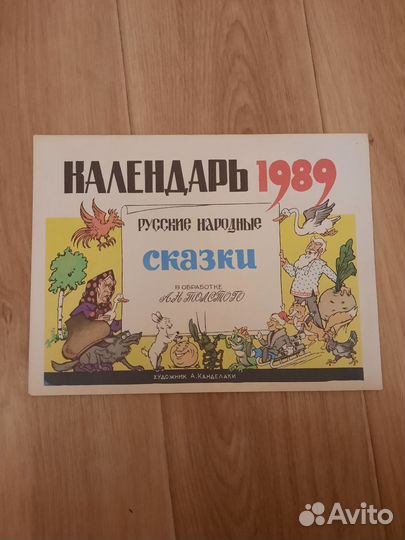 КАЛЕНДАРЬ 1989
РУССКИЕ НАРОДНЫЕ
сказки
В ОБРАБОТКЕ
А.Н.ТОЛСТОГО
ХУДОЖНИК А.КАНДЕЛАКИ
Avito